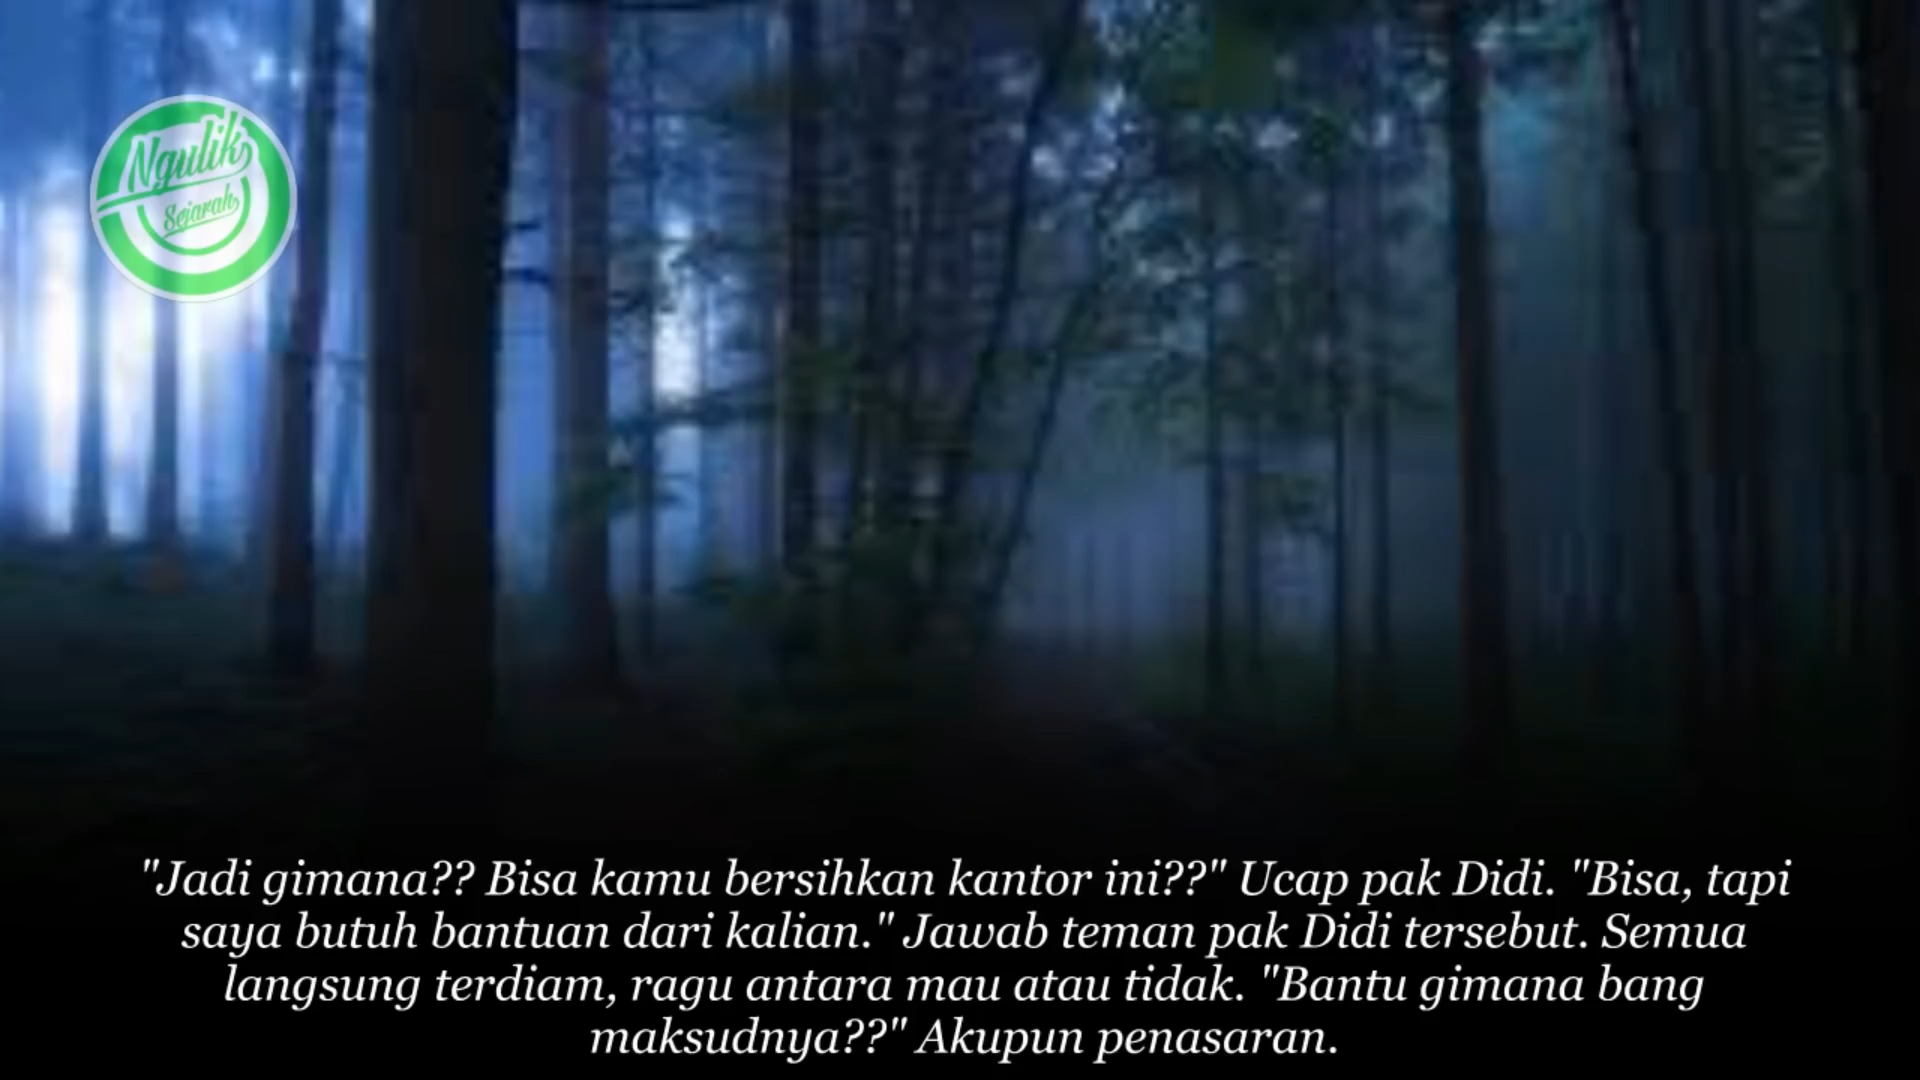 Ngulik
Sejarah
"Jadi gimana?? Bisa kamu bersihkan kantor ini??" Ucap pak Didi. "Bisa, tapi
saya butuh bantuan dari kalian." Jawab teman pak Didi tersebut. Semua
langsung terdiam, ragu antara mau atau tidak. "Bantu gimana bang
maksudnya??" Akupun penasaran.